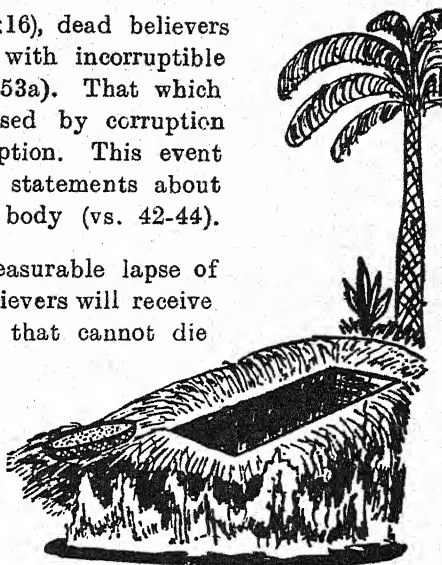 :16), dead believers
with incorruptible
53a). That which
sed by corruption
ption. This event
statements about
body (vs. 42-44).
easurable lapse of
lievers will receive
that cannot die